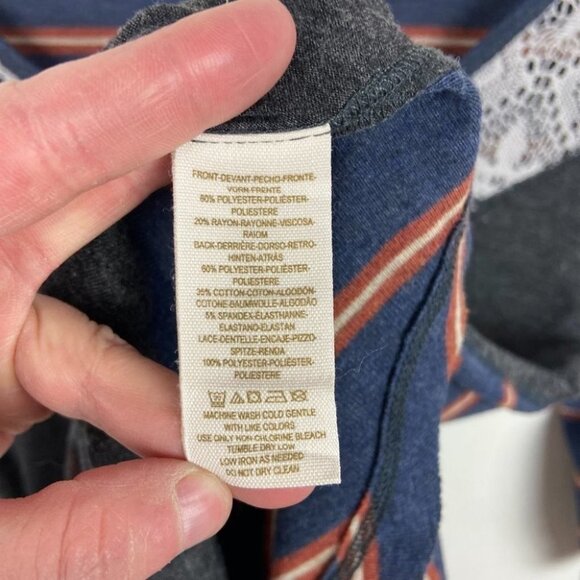 FRONT-DEVANT-PECHO-FRONTE-
VORN-FRENTE
80% POLYESTER-POLIÉSTER-
POLIESTERE
20% RAYON-RAYONNE-VISCOSA-
RAIOM
BACK-DERRIÈRE-DORSO-RETRO-
HINTEN-ATRÁS
60% POLYESTER-POLIÉSTER-
POLIESTERE
35% COTTON-COTON-ALGODÓN
COTONE-BAUMWOLLE-ALGODÃO
5% SPANDEX-ÉLASTHANNE-
ELASTANO-ELASTAN
LACE-DENTELLE-ENCAJE-PIZZO-
SPITZE-RENDA
100% POLYESTER-POLIÉSTER-
POLIESTERE
MACHINE WASH COLD GENTLE
WITH LIKE COLORS
USE ONLY NON-CHLORINE BLEACH
TUMBLE DRY LOW
LOW IRON AS NEEDED
DO NOT DRY CLEAN